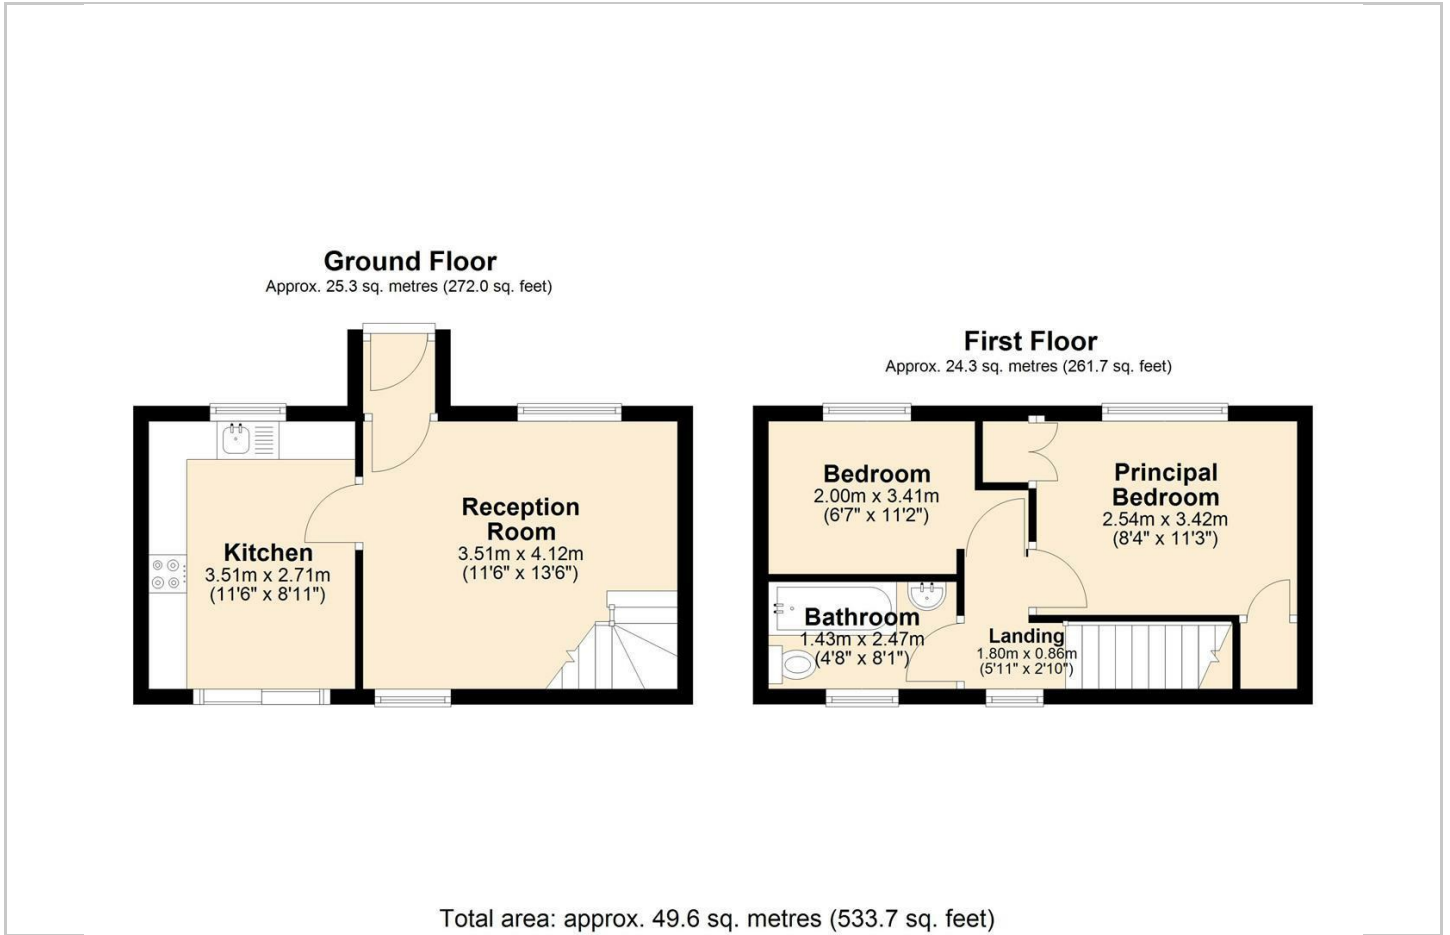 Ground Floor
Approx. 25.3 sq. metres (272.0 sq. feet)
Kitchen
3.51m x 2.71m
(11'6" x 8'11")
Reception
Room
3.51m x 4.12m
(11'6" x 13'6")
First Floor
Approx. 24.3 sq. metres (261.7 sq. feet)
Bedroom
2.00m x 3.41m
(6'7" x 11'2")
Principal
Bedroom
2.54m x 3.42m
(8'4" x 11'3")
Bathroom
1.43m x 2.47m
(4'8" x 8'1")
Landing
1.80m x 0.86m
(5'11" x 2'10")
Total area: approx. 49.6 sq. metres (533.7 sq. feet)